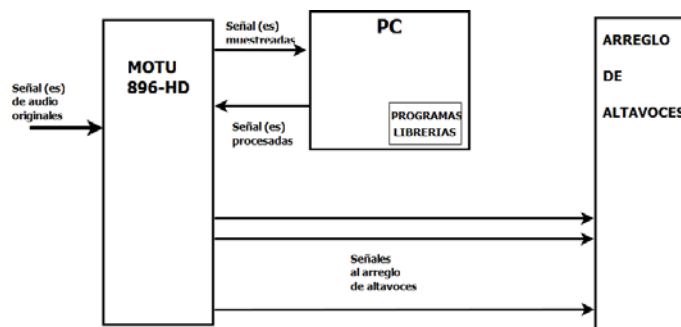 Señal (es)
de audio
originales
MOTU
896-HD
Señal (es)
muestreadas
PC
Señal (es)
procesadas
PROGRAMAS
LIBRERIAS
Señales
al arreglo
de altavoces
ARREGLO
DE
ALTAVOCES